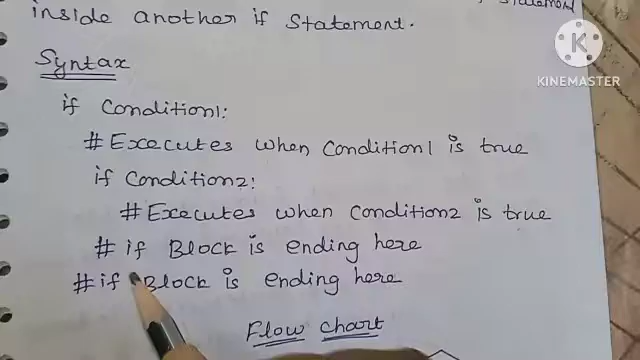 , statement
inside another if statement.
K
KINEMASTER
Syntax
if Condition1:
#Executes when Condition1 is true
if Condition2:
#Executes when Condition2 is true
# if Block is ending here
#if Block is ending here
Flow chart